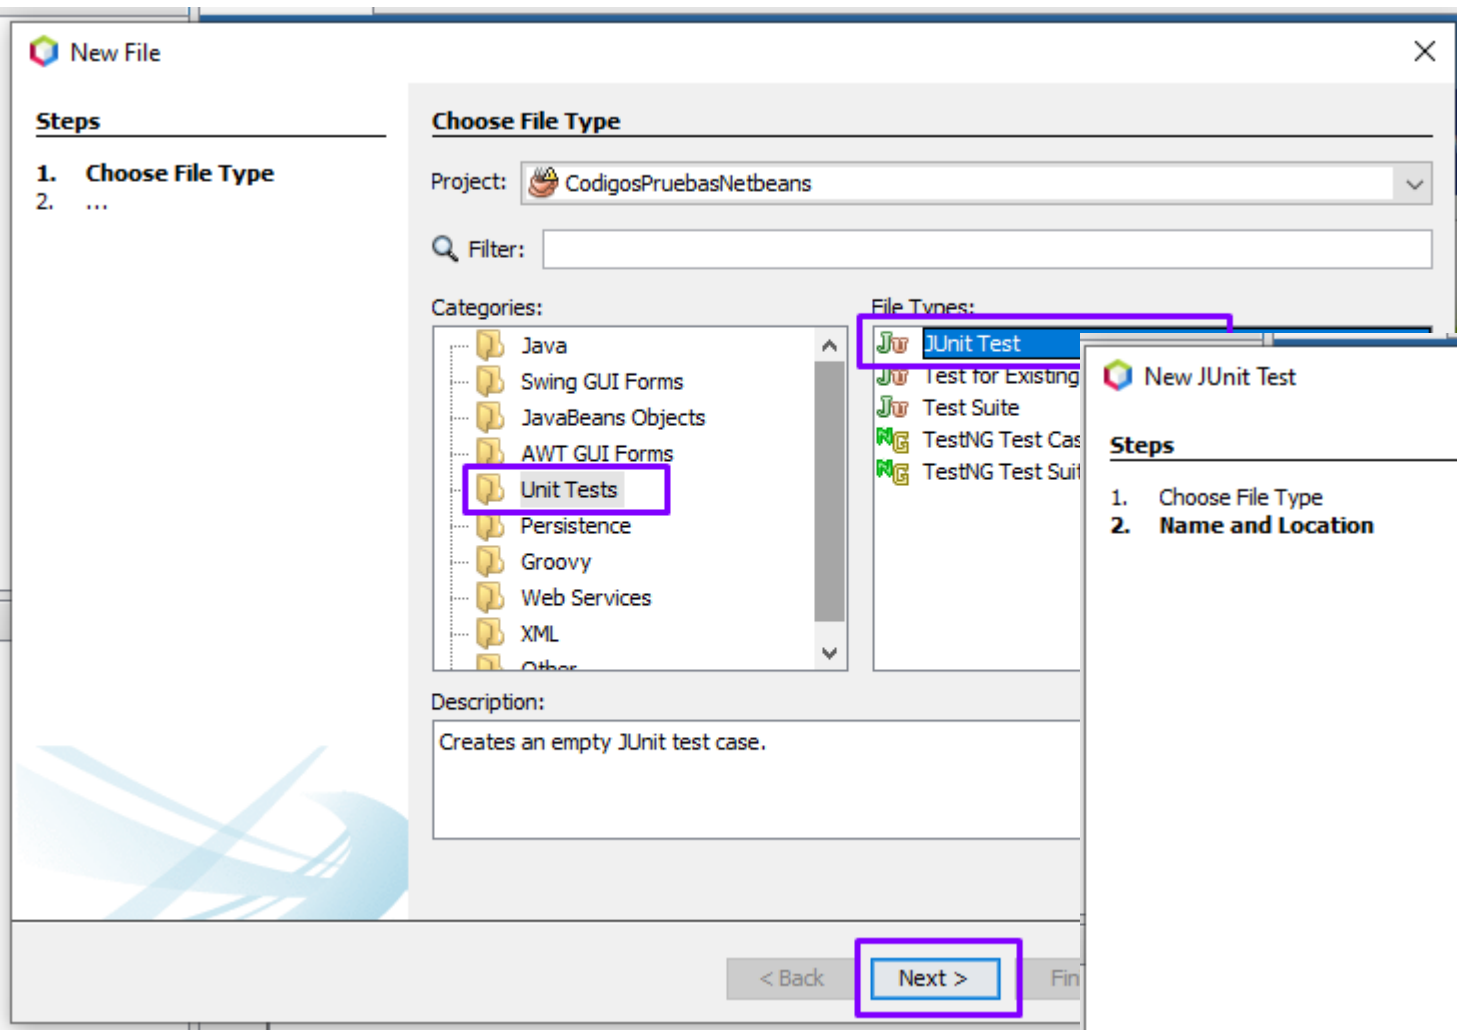 New File
Steps
1. Choose File Type
2. ...
Choose File Type
Project: CodigosPruebasNetbeans
Filter:
Categories:
Java
Swing GUI Forms
JavaBeans Objects
AWT GUI Forms
Unit Tests
Persistence
Groovy
Web Services
XML
Other
File Types:
JUnit Test
Test for Existing
Test Suite
TestNG Test Cas
TestNG Test Suit
Description:
Creates an empty JUnit test case.
< Back
Next >
Fin
New JUnit Test
Steps
1. Choose File Type
2. Name and Location